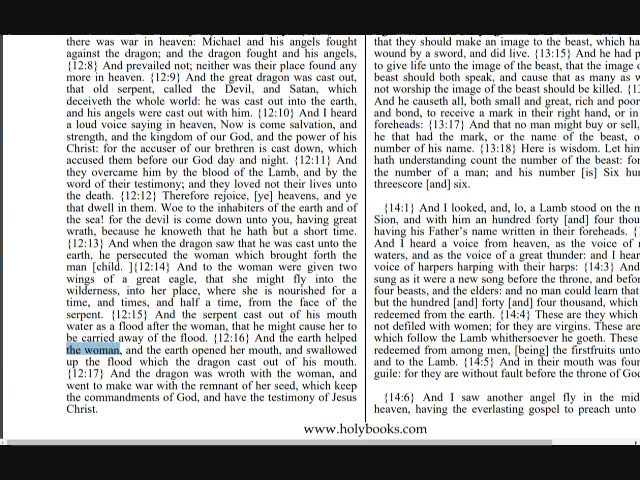 there was war in heaven: Michael and his angels fought
against the dragon; and the dragon fought and his angels,
{12:8} And prevailed not; neither was their place found any
more in heaven. {12:9} And the great dragon was cast out,
that old serpent, called the Devil, and Satan, which
deceiveth the whole world: he was cast out into the earth,
and his angels were cast out with him. {12:10} And I heard
a loud voice saying in heaven, Now is come salvation, and
strength, and the kingdom of our God, and the power of his
Christ: for the accuser of our brethren is cast down, which
accused them before our God day and night. {12:11} And
they overcame him by the blood of the Lamb, and by the
word of their testimony; and they loved not their lives unto
the death. {12:12} Therefore rejoice, [ye] heavens, and ye
that dwell in them. Woe to the inhabiters of the earth and of
the sea! for the devil is come down unto you, having great
wrath, because he knoweth that he hath but a short time.
{12:13} And when the dragon saw that he was cast unto the
earth, he persecuted the woman which brought forth the
man [child. ]{12:14} And to the woman were given two
wings of a great eagle, that she might fly into the
wilderness, into her place, where she is nourished for a
time, and times, and half a time, from the face of the
serpent. {12:15} And the serpent cast out of his mouth
water as a flood after the woman, that he might cause her to
be carried away of the flood. {12:16} And the earth helped
the woman, and the earth opened her mouth, and swallowed
up the flood which the dragon cast out of his mouth.
{12:17} And the dragon was wroth with the woman, and
went to make war with the remnant of her seed, which keep
the commandments of God, and have the testimony of Jesus
Christ.
that they should make an image to the beast, which ha
wound by a sword, and did live. {13:15} And he had p
to give life unto the image of the beast, that the image o
beast should both speak, and cause that as many as w
not worship the image of the beast should be killed. {13
And he causeth all, both small and great, rich and poor
and bond, to receive a mark in their right hand, or in
foreheads: {13:17} And that no man might buy or sell,
he that had the mark, or the name of the beast, o
number of his name. {13:18} Here is wisdom. Let him
hath understanding count the number of the beast: for
the number of a man; and his number [is] Six hu
threescore [and] six.
{14:1} And I looked, and, lo, a Lamb stood on the m
Sion, and with him an hundred forty [and] four thou
having his Father's name written in their foreheads. {
And I heard a voice from heaven, as the voice of
waters, and as the voice of a great thunder: and I hear
voice of harpers harping with their harps: {14:3} And
sung as it were a new song before the throne, and befo
four beasts, and the elders: and no man could learn that
but the hundred [and] forty [and] four thousand, which
redeemed from the earth. {14:4} These are they which
not defiled with women; for they are virgins. These are
which follow the Lamb whithersoever he goeth. These
redeemed from among men, [being] the firstfruits unto
and to the Lamb. {14:5} And in their mouth was foun
guile: for they are without fault before the throne of God
{14:6} And I saw another angel fly in the mid
heaven, having the everlasting gospel to preach unto
www.holybooks.com